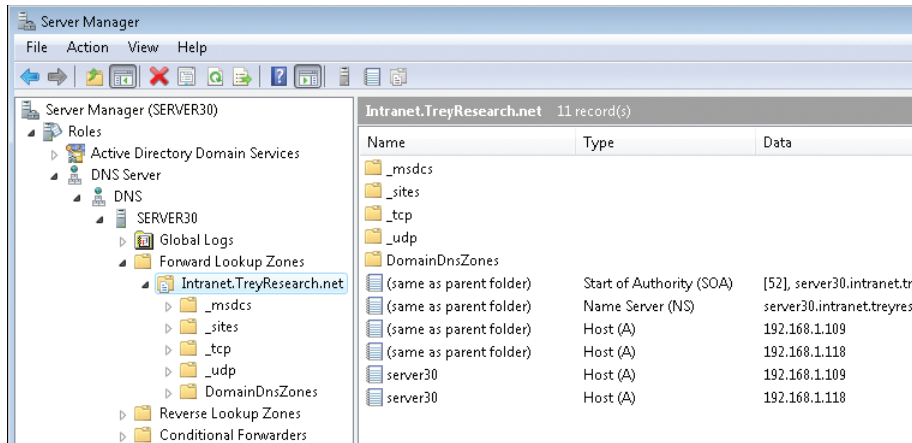 Server Manager
File Action View Help
Server Manager (SERVER30)
Roles
Active Directory Domain Services
DNS Server
DNS
SERVER30
Global Logs
Forward Lookup Zones
Intranet.TreyResearch.net
_msdcs
_sites
_tcp
_udp
DomainDnsZones
Reverse Lookup Zones
Conditional Forwarders
Intranet.TreyResearch.net 11 record(s)
Name Type Data
_msdcs
_sites
_tcp
_udp
DomainDnsZones
(same as parent folder) Start of Authority (SOA) [52], server30.intranet.tr
(same as parent folder) Name Server (NS) server30.intranet.treyres
(same as parent folder) Host (A) 192.168.1.109
(same as parent folder) Host (A) 192.168.1.118
server30 Host (A) 192.168.1.109
server30 Host (A) 192.168.1.118